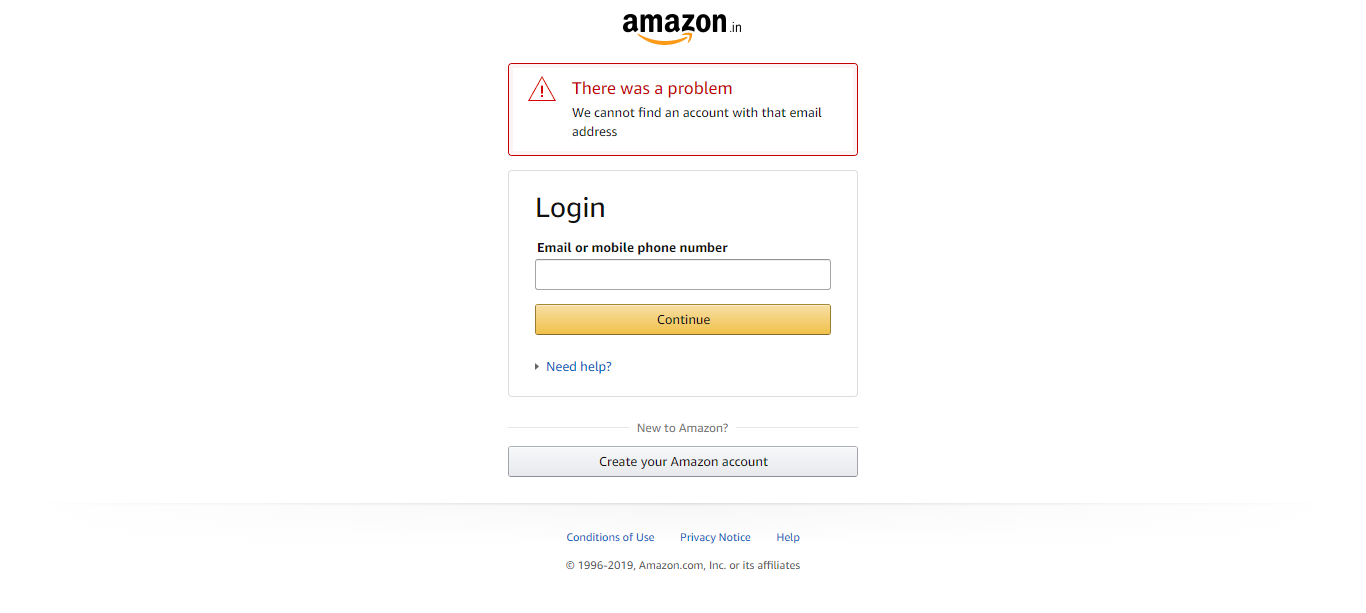 amazon.in
There was a problem
We cannot find an account with that email
address
Login
Email or mobile phone number
Continue
Need help?
New to Amazon?
Create your Amazon account
Conditions of Use Privacy Notice Help
© 1996-2019, Amazon.com, Inc. or its affiliates